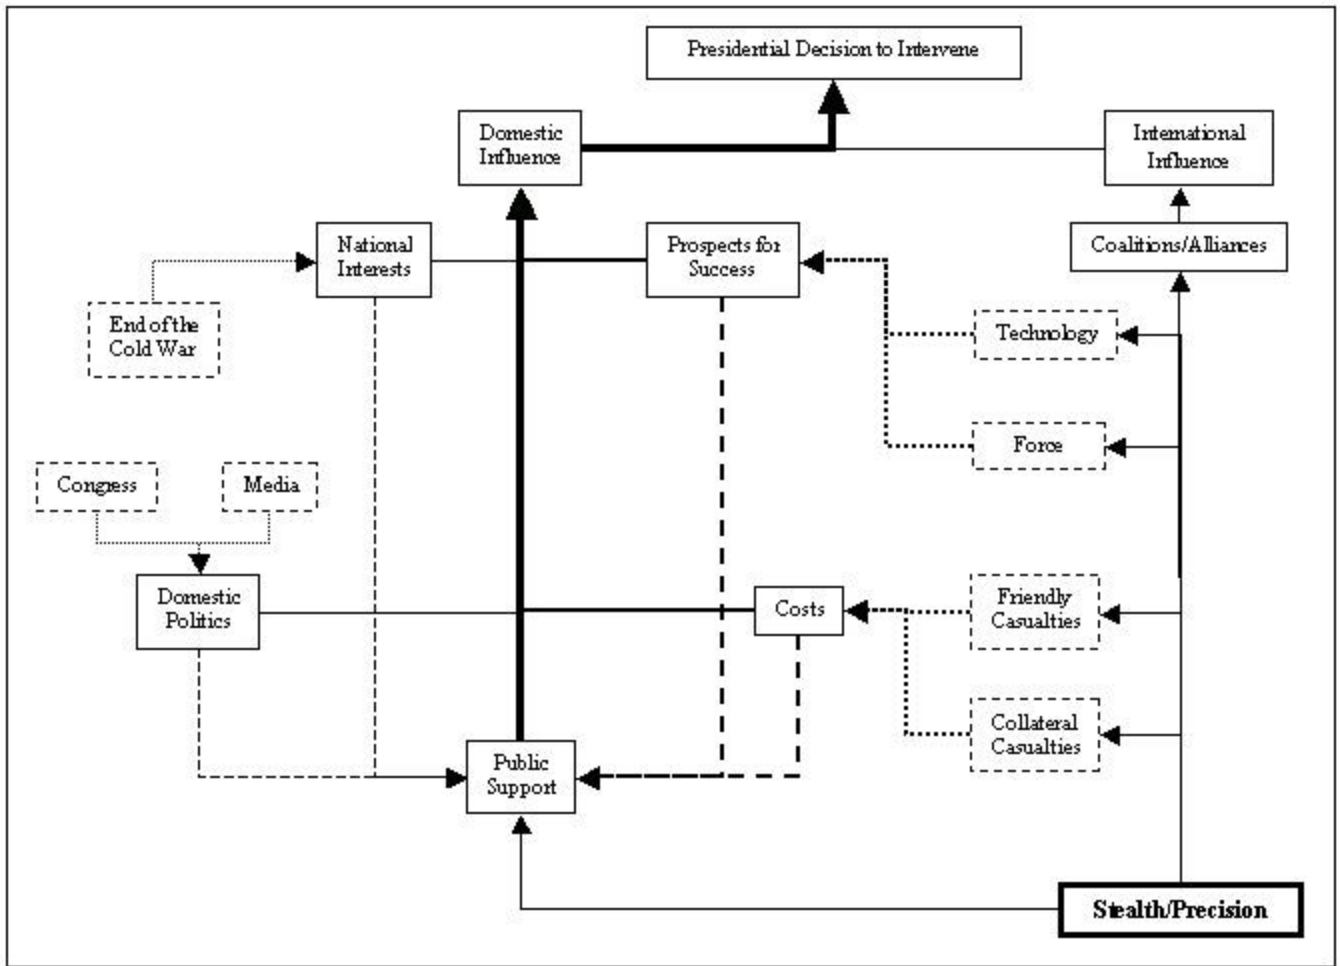 Presidential Decision to Intervene
Domestic
Influence
International
Influence
National
Interests
Prospects for
Success
Coalitions/Alliances
End of the
Cold War
Technology
Force
Congress
Media
Domestic
Politics
Costs
Friendly
Casualties
Collateral
Casualties
Public
Support
Stealth/Precision